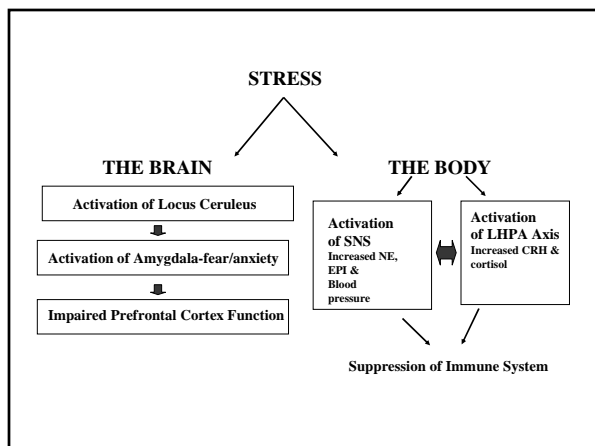 STRESS
THE BRAIN
Activation of Locus Ceruleus
Activation of Amygdala-fear/anxiety
Impaired Prefrontal Cortex Function
THE BODY
Activation
of SNS
Increased NE,
EPI &
Blood
pressure
Activation
of LHPA Axis
Increased CRH &
cortisol
Suppression of Immune System